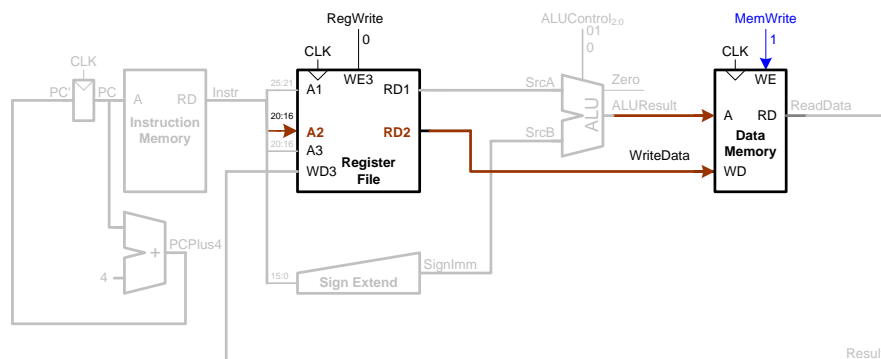 RegWrite
0
ALUControl2:0
01
0
MemWrite
1
CLK
CLK
CLK
PC'
PC
A
RD
Instr
Instruction
Memory
25:21
20:16
20:16
A1
A2
A3
WD3
WE3
RD1
RD2
Register
File
SrcA
SrcB
ALU
Zero
ALUResult
WriteData
WE
A
RD
Data
Memory
WD
ReadData
PCPlus4
+
4
15:0
Sign Extend
SignImm